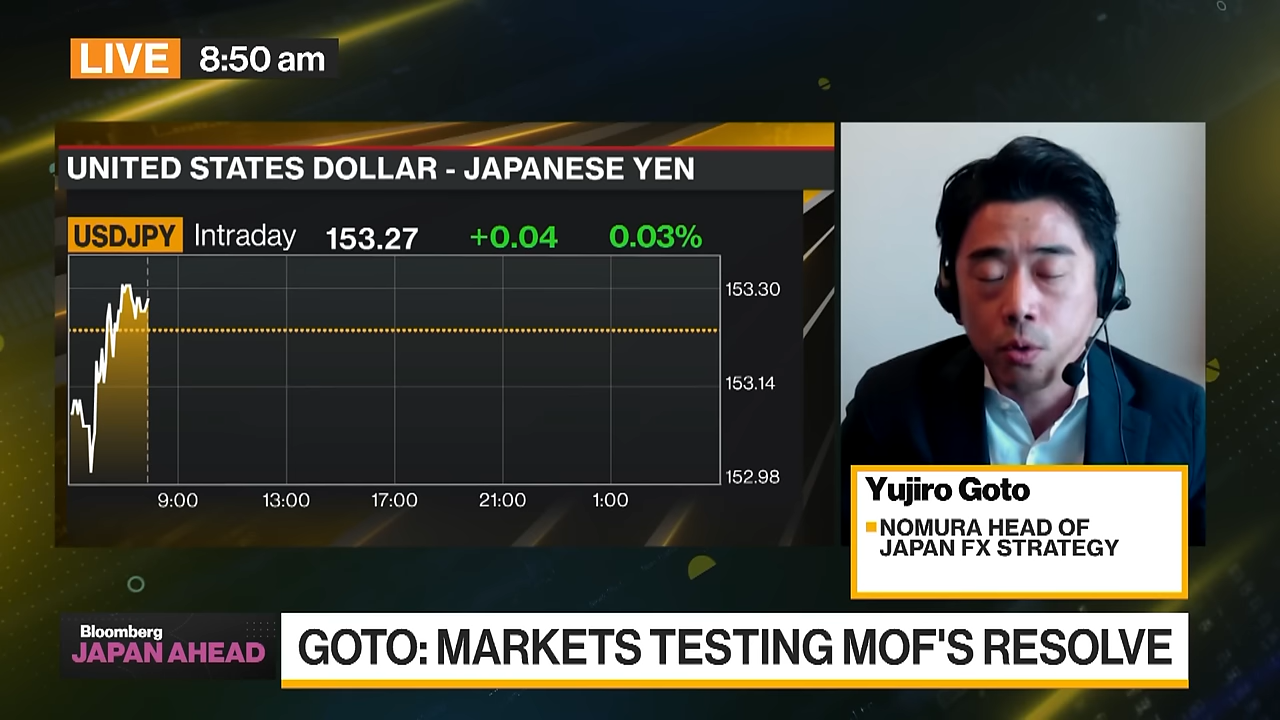 LIVE 8:50 am
UNITED STATES DOLLAR - JAPANESE YEN
USDJPY Intraday 153.27 +0.04 0.03%
153.30
153.14
152.98
9:00 13:00 17:00 21:00 1:00
Yujiro Goto
NOMURA HEAD OF
JAPAN FX STRATEGY
Bloomberg
JAPAN AHEAD
GOTO: MARKETS TESTING MOF'S RESOLVE